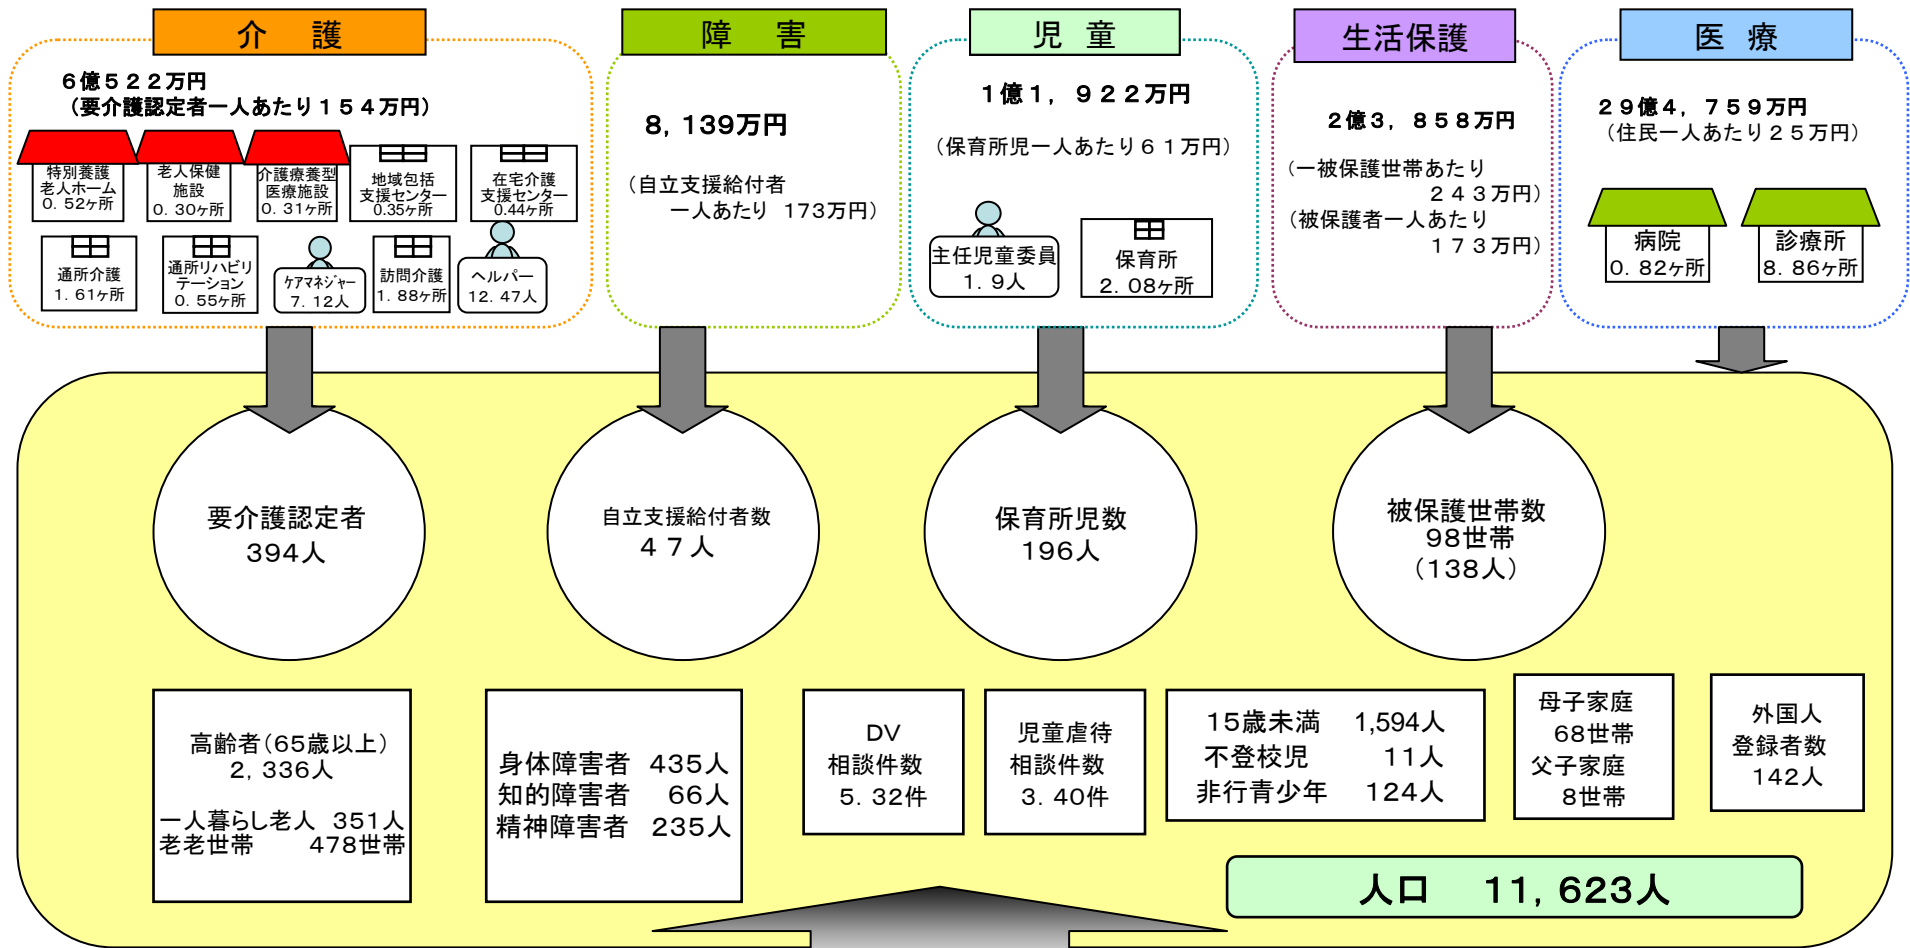 介　護
６億５２２万円
（要介護認定者一人あたり１５４万円）
特別養護
老人ホーム
０．５２ヶ所
老人保健
施設
０．３０ヶ所
介護療養型
医療施設
０．３１ヶ所
地域包括
支援センター
0.35ヶ所
在宅介護
支援センター
0.44ヶ所
通所介護
１．６１ヶ所
通所リハビリ
テーション
０．５５ヶ所
ｹｱﾏﾈｼﾞｬｰ
７．１２人
訪問介護
１．８８ヶ所
ヘルパー
１２．４７人
障　害
８，１３９万円
（自立支援給付者
一人あたり　173万円）
児　童
１億１，９２２万円
（保育所児一人あたり６１万円）
主任児童委員
１．９人
保育所
２．０８ヶ所
生活保護
２億３，８５８万円
（一被保護世帯あたり
２４３万円）
（被保護者一人あたり
１７３万円）
医　療
２９億４，７５９万円
（住民一人あたり２５万円）
病院
０．８２ヶ所
診療所
８．８６ヶ所
要介護認定者
394人
自立支援給付者数
４７人
保育所児数
196人
被保護世帯数
98世帯
（138人）
高齢者（65歳以上）
２，３３６人
一人暮らし老人　351人
老老世帯　　478世帯
身体障害者　435人
知的障害者　66人
精神障害者　235人
DV
相談件数
５．３２件
児童虐待
相談件数
３．４０件
15歳未満　1,594人
不登校児　11人
非行青少年　124人
母子家庭
68世帯
父子家庭
8世帯
外国人
登録者数
142人
人口　１１，６２３人